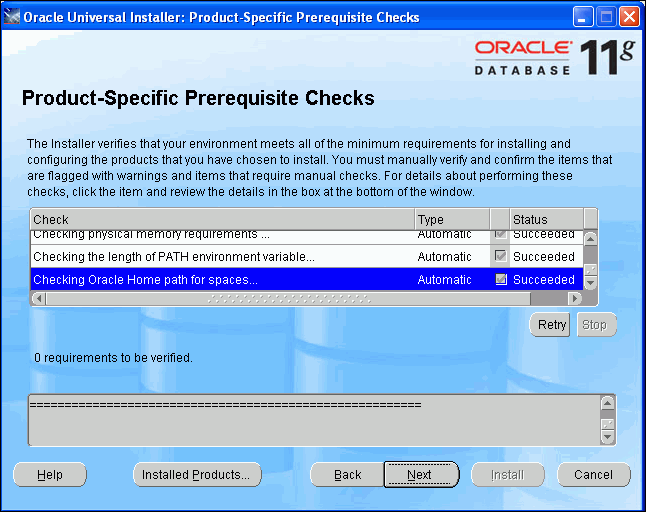 Oracle Universal Installer: Product-Specific Prerequisite Checks
ORACLE
DATABASE 11g
Product-Specific Prerequisite Checks
The Installer verifies that your environment meets all of the minimum requirements for installing and
configuring the products that you have chosen to install. You must manually verify and confirm the items that
are flagged with warnings and items that require manual checks. For details about performing these
checks, click the item and review the details in the box at the bottom of the window.
Check Type Status
Checking physical memory requirements ... Automatic Succeeded
Checking the length of PATH environment variable... Automatic Succeeded
Checking Oracle Home path for spaces... Automatic Succeeded
Retry Stop
0 requirements to be verified.
========================================================
Help Installed Products... Back Next Install Cancel